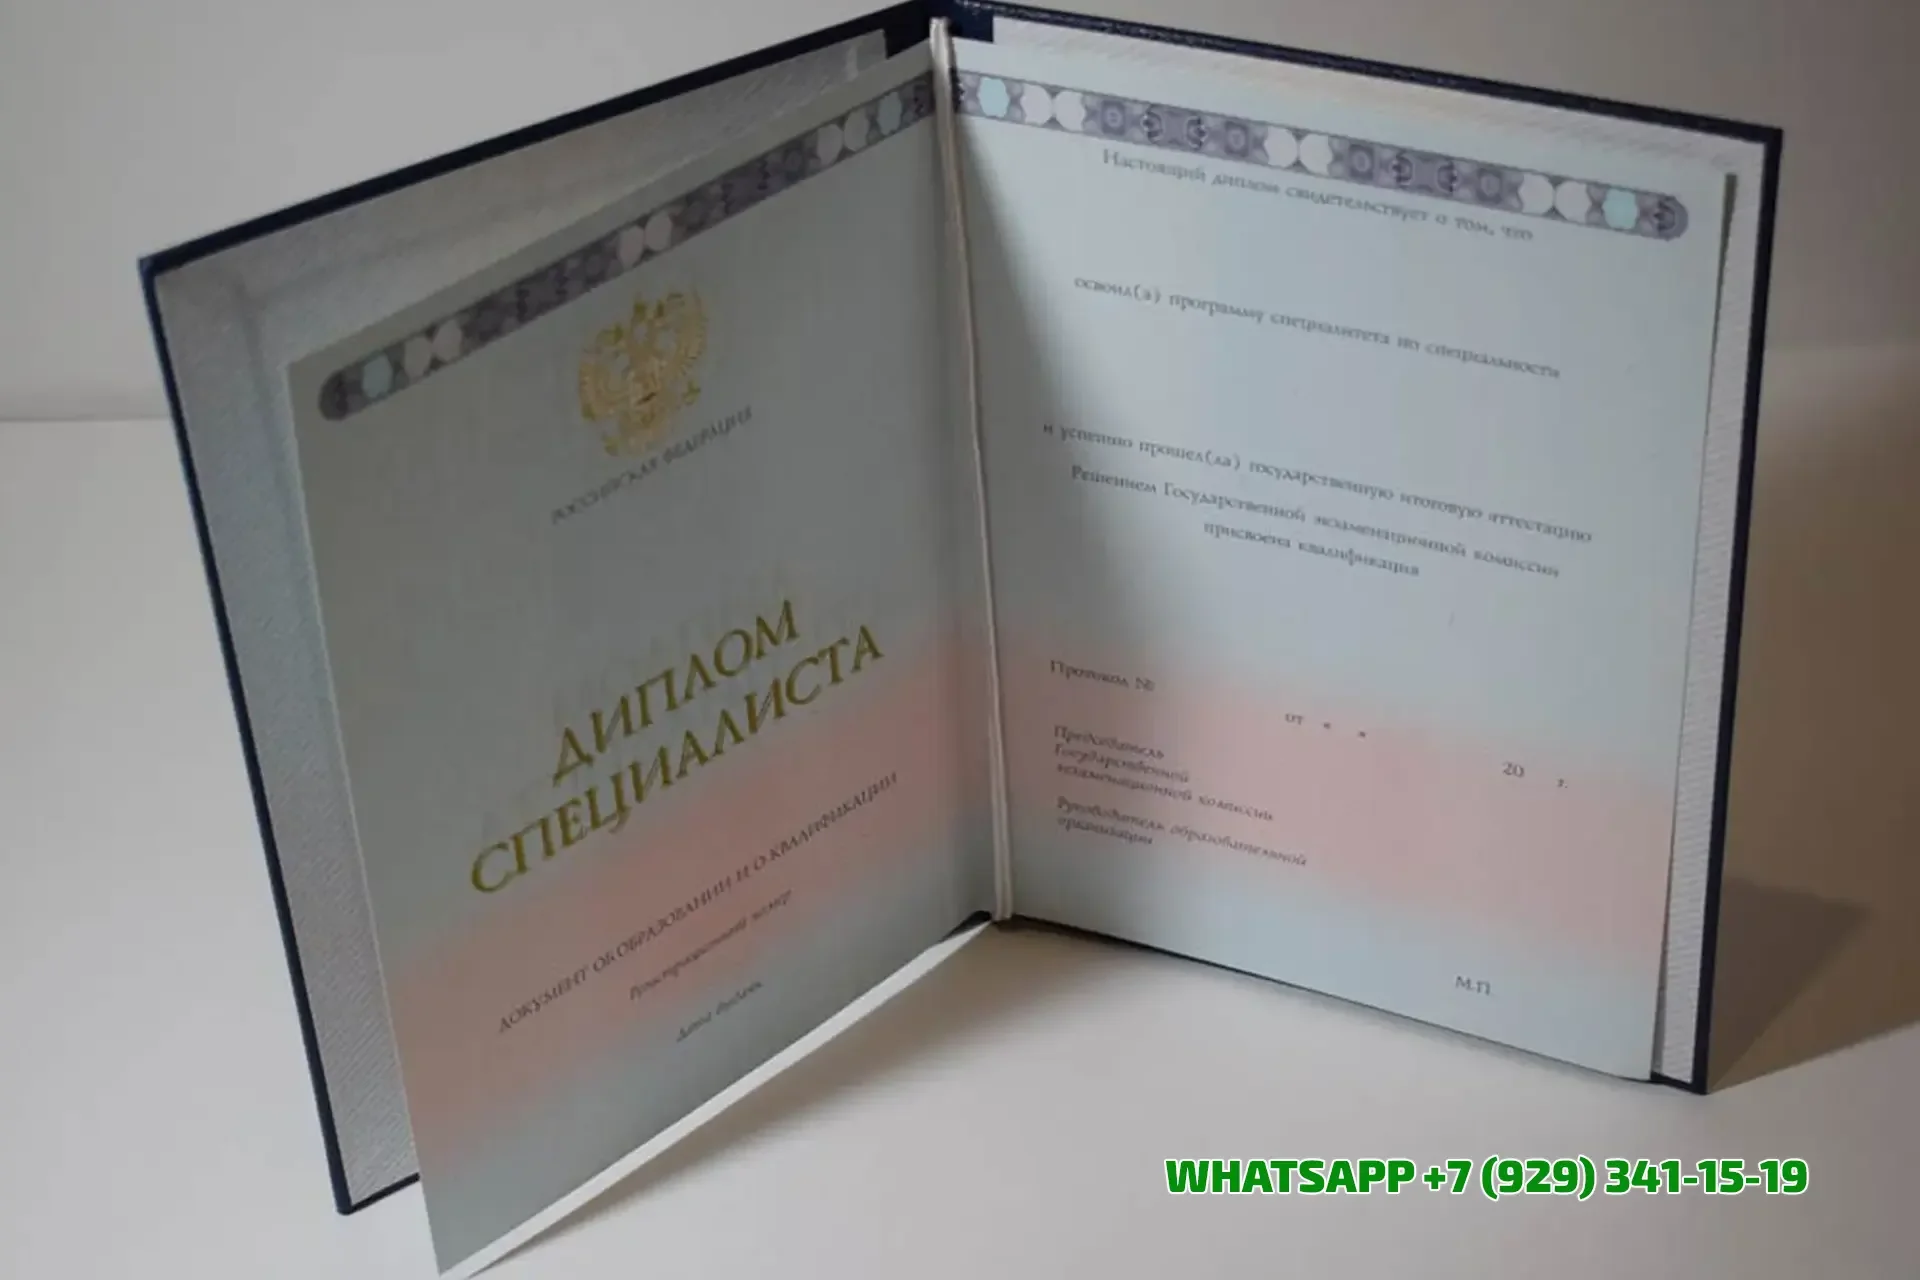 РОССИЙСКАЯ ФЕДЕРАЦИЯ
ДИПЛОМ
СПЕЦИАЛИСТА
ДОКУМЕНТ ОБ ОБРАЗОВАНИИ И О КВАЛИФИКАЦИИ
Регистрационный номер
Дата выдачи
Настоящий диплом свидетельствует о том, что
освоил(а) программу специалитета по специальности
и успешно прошел(ла) государственную итоговую аттестацию
Решением Государственной экзаменационной комиссии
присвоена квалификация
Протокол №
от « » 20 г.
Председатель
Государственной
экзаменационной комиссии
Руководитель образовательной
организации
М.П.
WHATSAPP +7 (929) 341-15-19